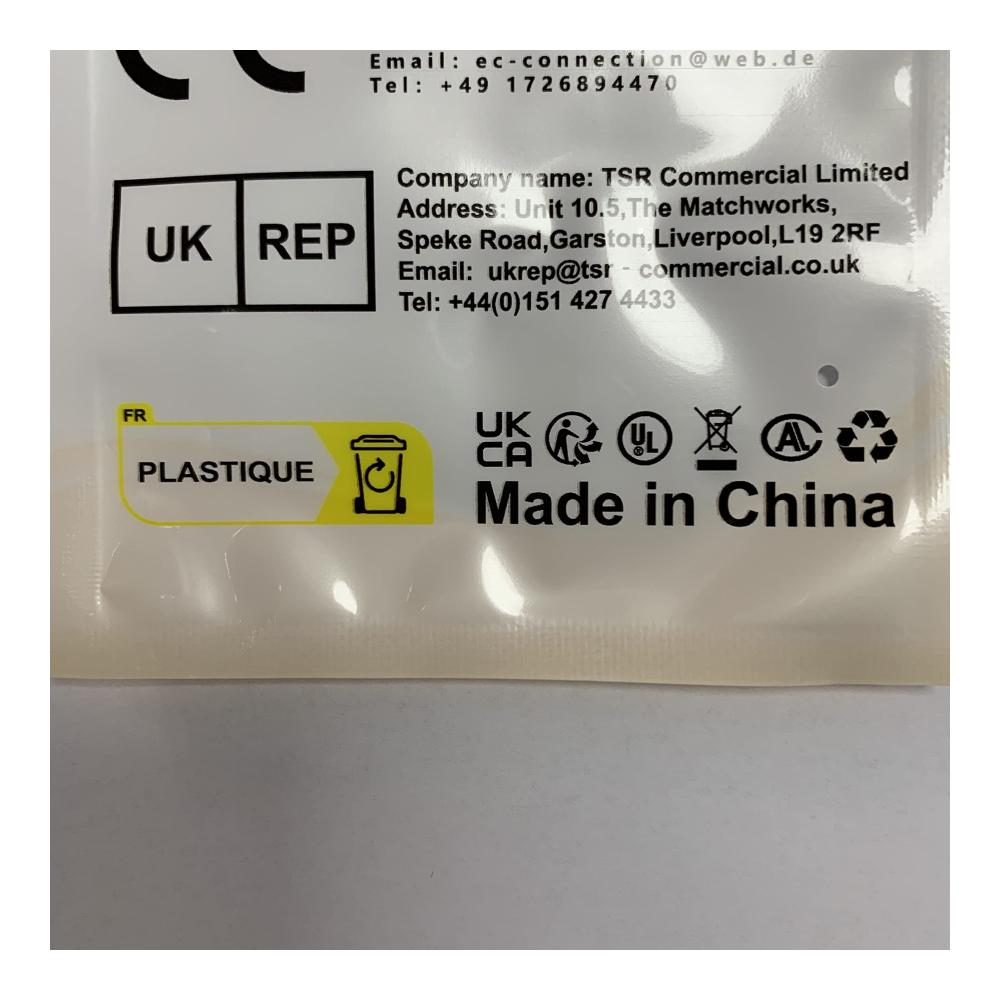 CE
Email: ec-connection@web.de
Tel: +49 1726894470
UK REP
Company name: TSR Commercial Limited
Address: Unit 10.5,The Matchworks,
Speke Road,Garston,Liverpool,L19 2RF
Email: ukrep@tsr - commercial.co.uk
Tel: +44(0)151 427 4433
FR
PLASTIQUE
UK
CA
UL
Made in China